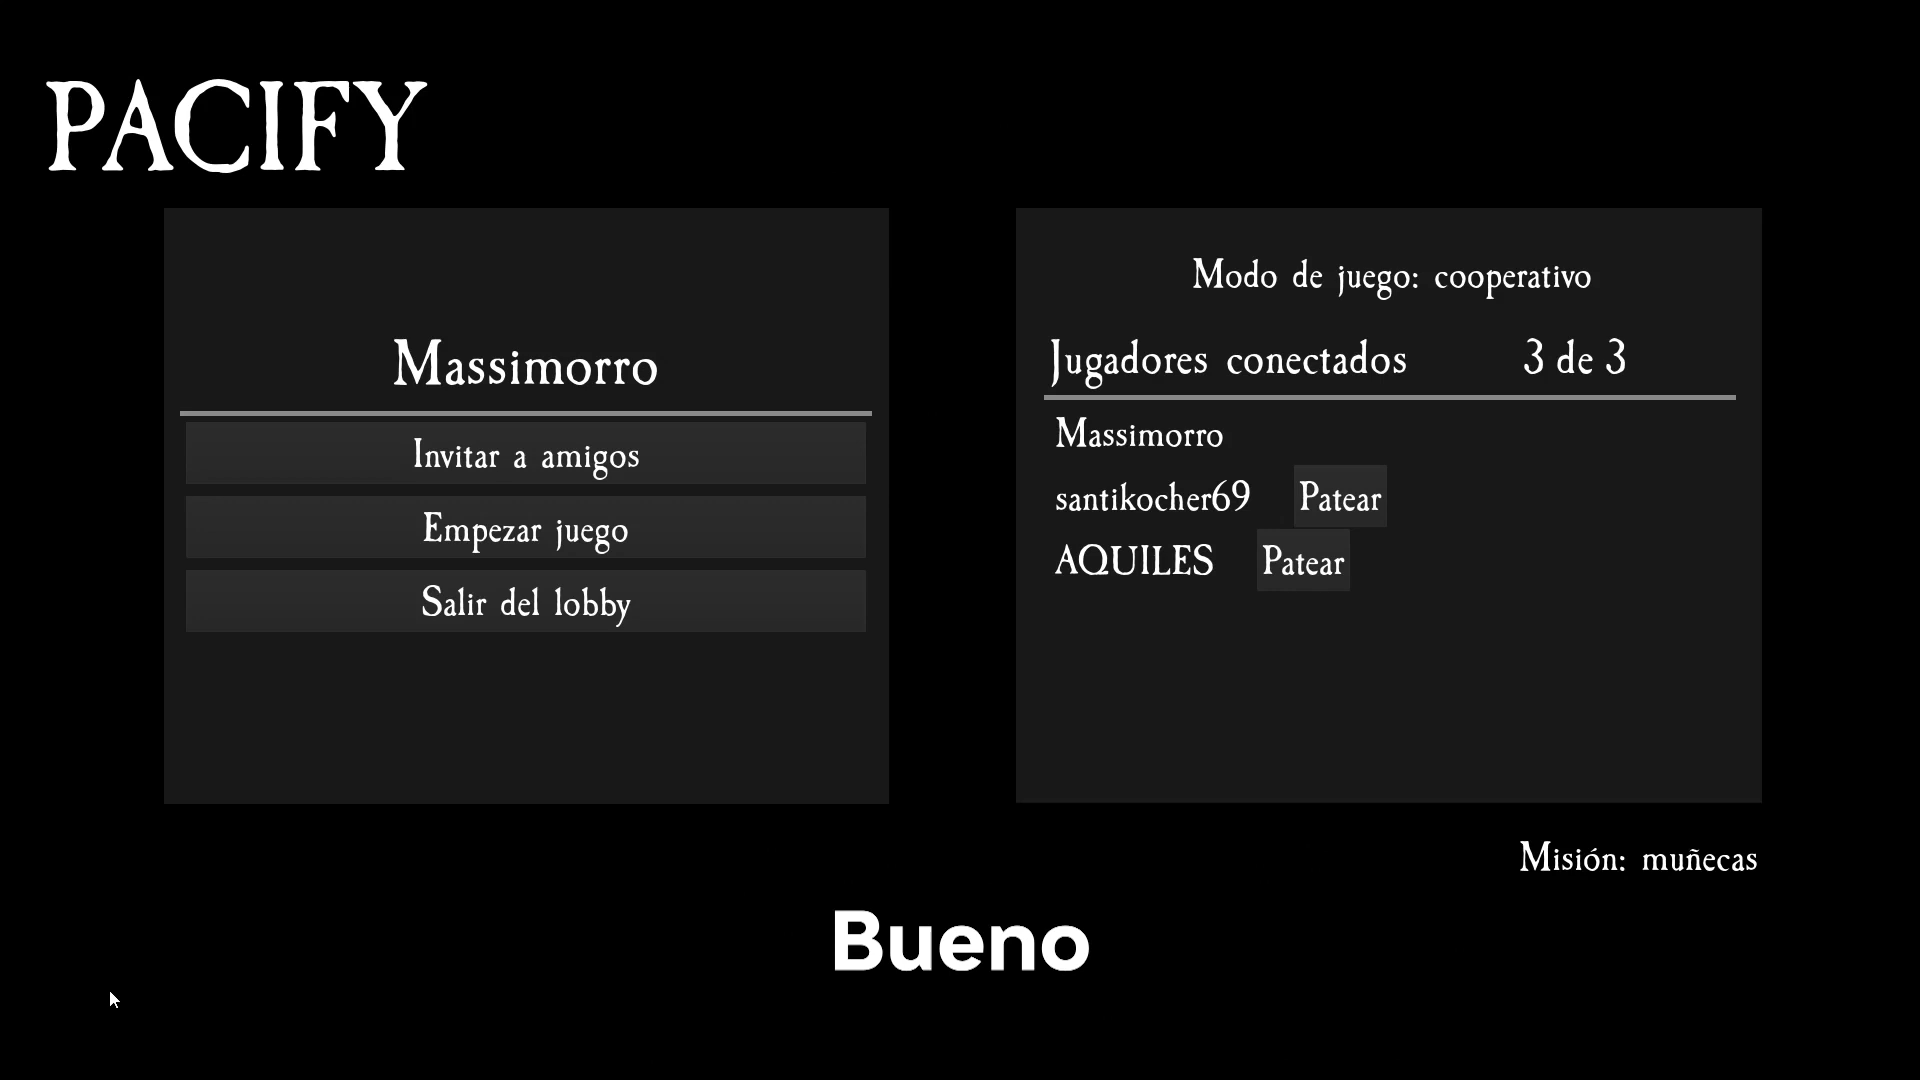 PACIFY
Massimorro
Invitar a amigos
Empezar juego
Salir del lobby
Modo de juego: cooperativo
Jugadores conectados 3 de 3
Massimorro
santikocher69 Patear
AQUILES Patear
Misión: muñecas
Bueno